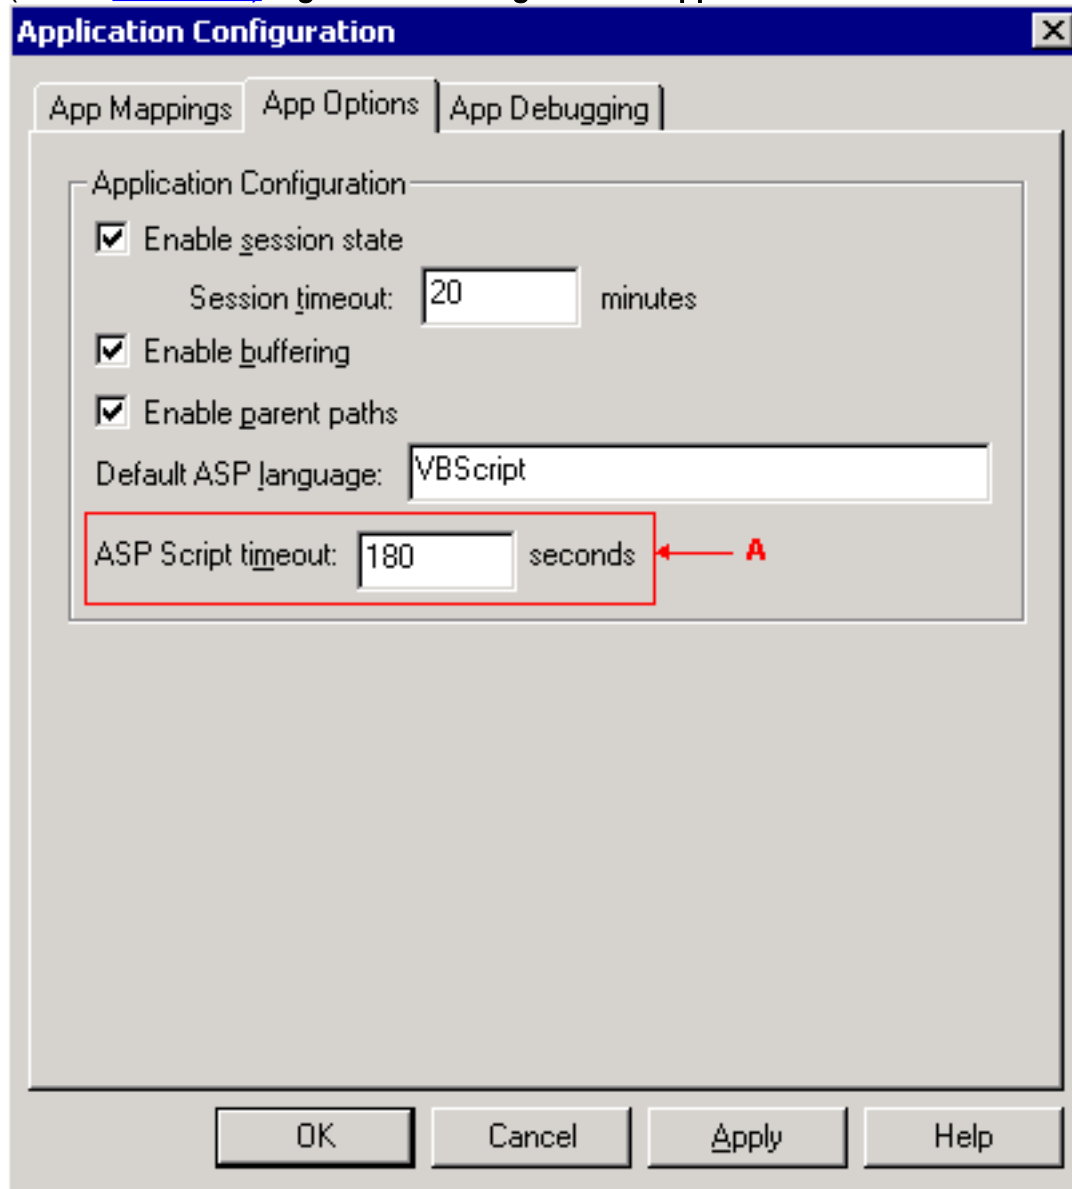 Application Configuration
App Mappings App Options App Debugging
Application Configuration
Enable session state
Session timeout: 20 minutes
Enable buffering
Enable parent paths
Default ASP language: VBScript
ASP Script timeout: 180 seconds A
OK Cancel Apply Help